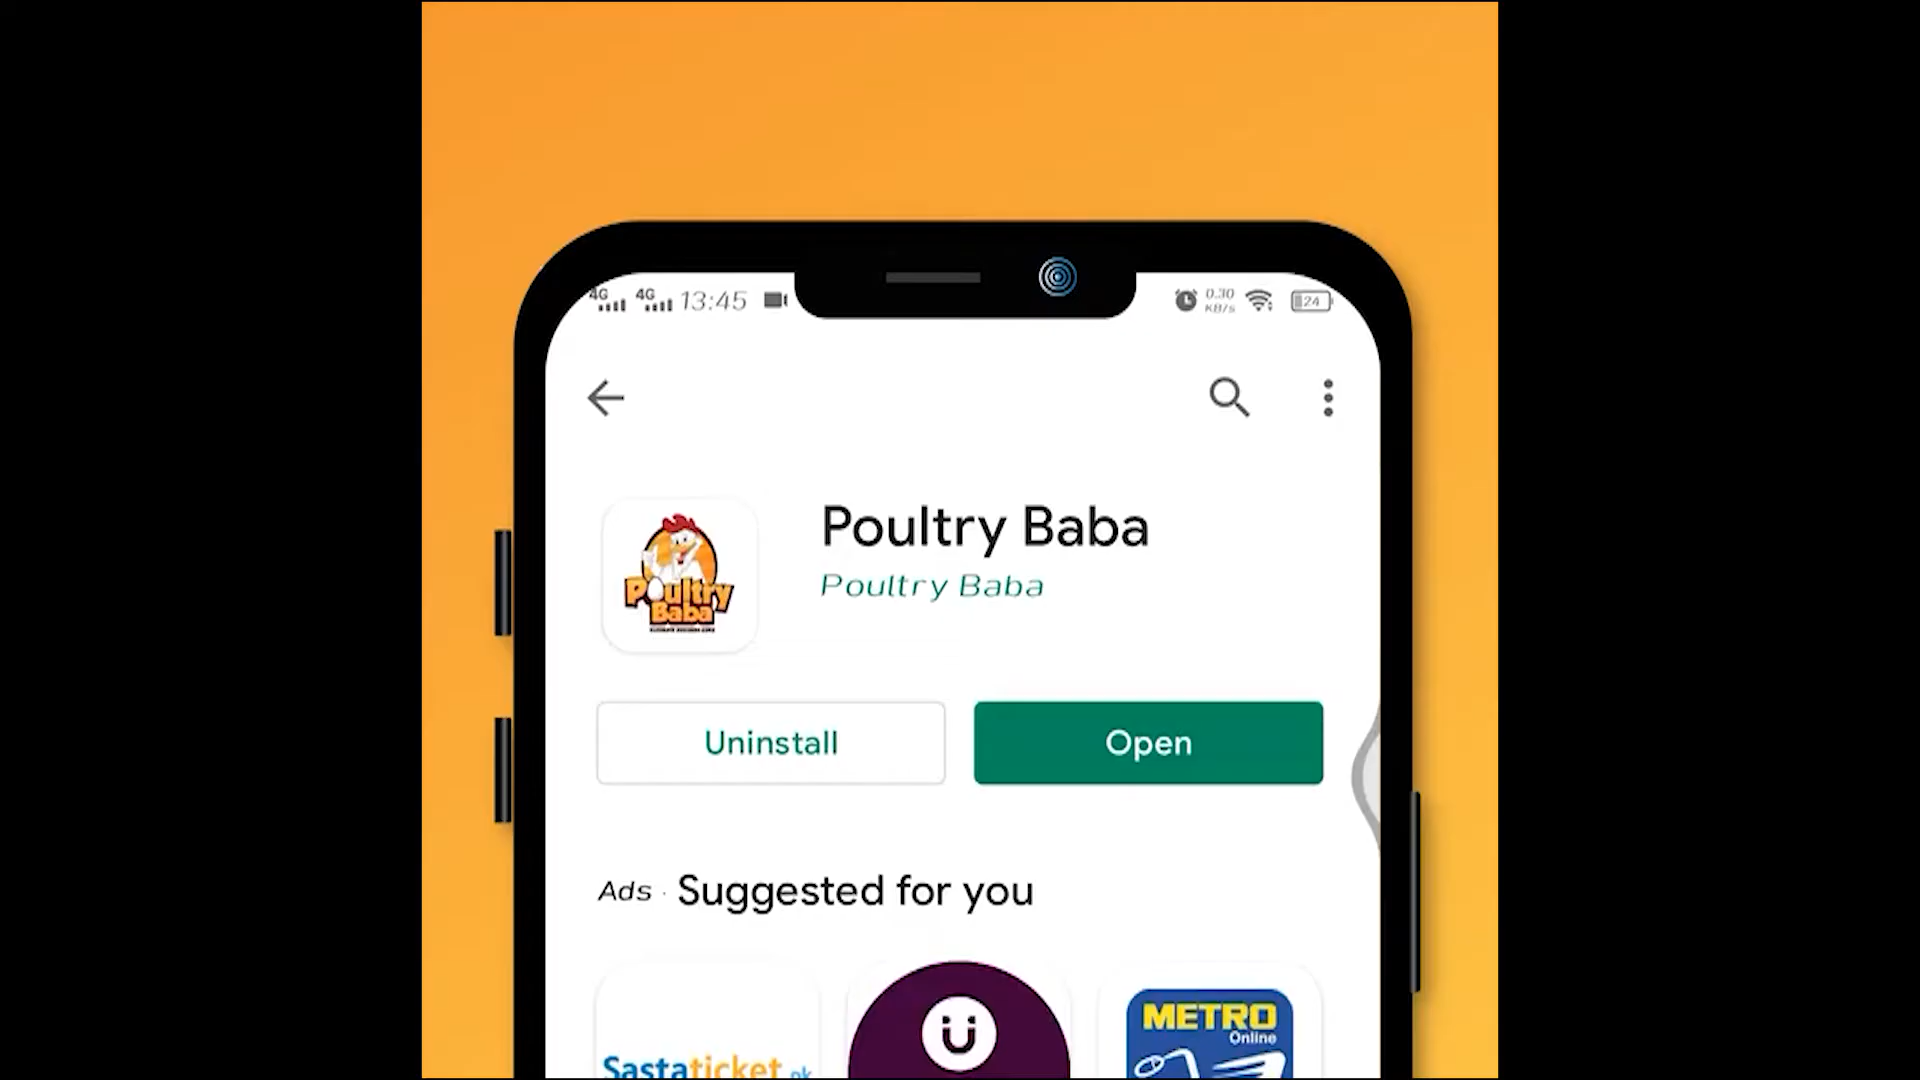 4G 4G 13:45
0.30
KB/s
24
Poultry Baba
Poultry Baba
Poultry
Baba
Uninstall
Open
Ads · Suggested for you
Sastaticket.pk
METRO
Online